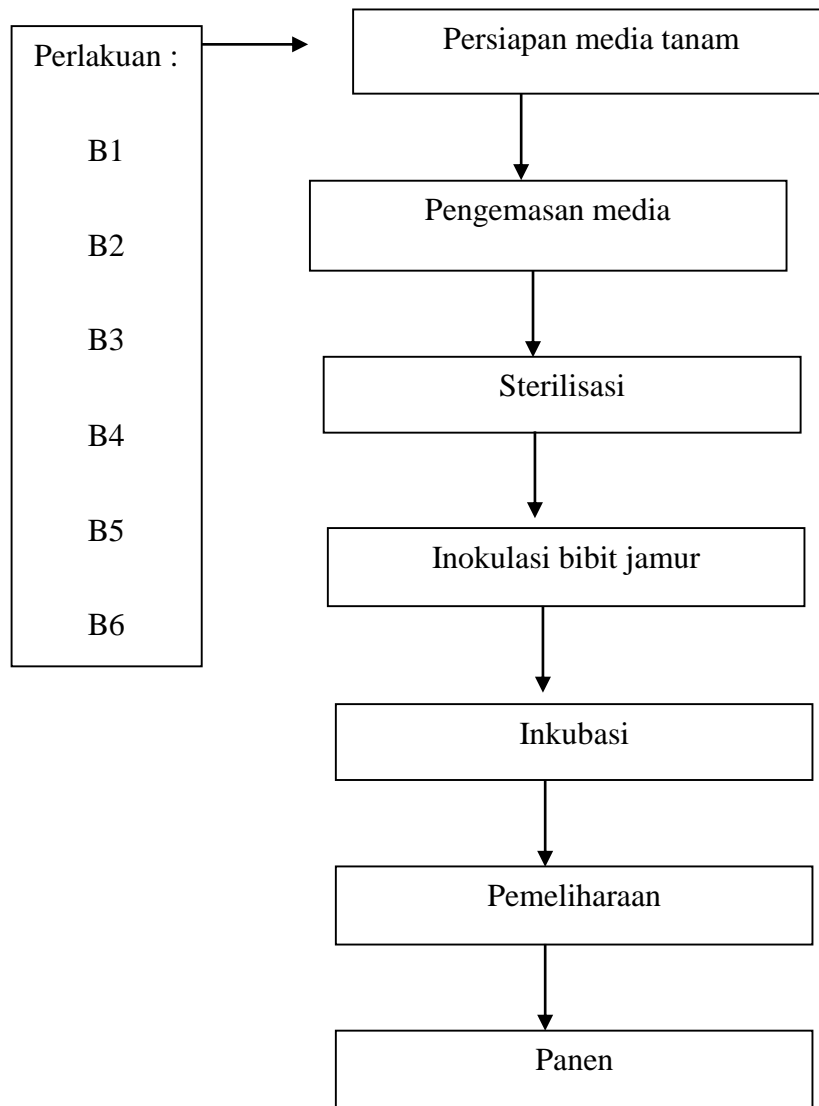 Perlakuan :
B1
B2
B3
B4
B5
B6
Persiapan media tanam
Pengemasan media
Sterilisasi
Inokulasi bibit jamur
Inkubasi
Pemeliharaan
Panen